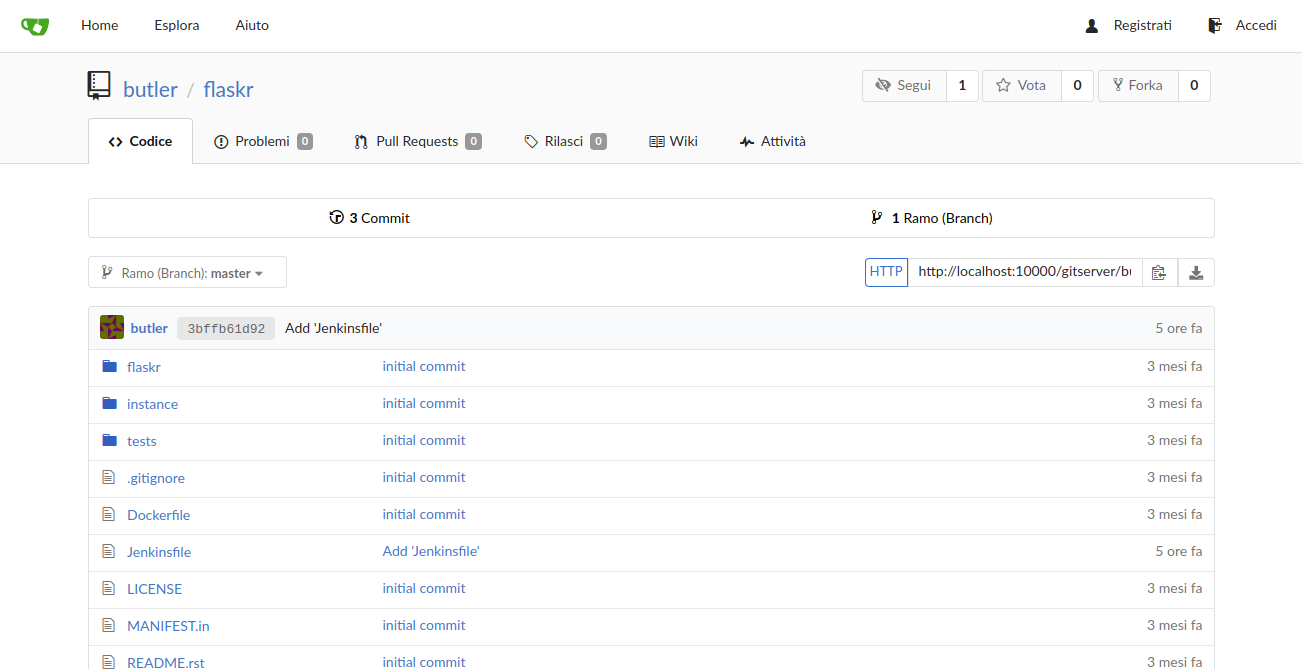 Home Esplora Aiuto Registrati Accedi
butler / flaskr Segui 1 Vota 0 Forka 0
Codice Problemi 0 Pull Requests 0 Rilasci 0 Wiki Attività
3 Commit 1 Ramo (Branch)
Ramo (Branch): master HTTP http://localhost:10000/gitserver/bu
butler 3bffb61d92 Add 'Jenkinsfile' 5 ore fa
flaskr initial commit 3 mesi fa
instance initial commit 3 mesi fa
tests initial commit 3 mesi fa
.gitignore initial commit 3 mesi fa
Dockerfile initial commit 3 mesi fa
Jenkinsfile Add 'Jenkinsfile' 5 ore fa
LICENSE initial commit 3 mesi fa
MANIFEST.in initial commit 3 mesi fa
README.rst initial commit 3 mesi fa